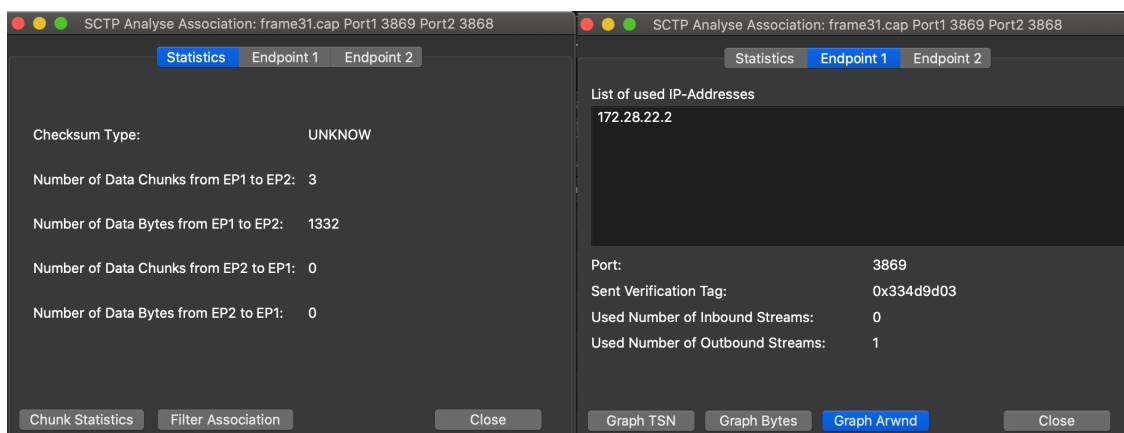 SCTP Analyse Association: frame31.cap Port1 3869 Port2 3868
Statistics Endpoint 1 Endpoint 2
Checksum Type: UNKNOW
Number of Data Chunks from EP1 to EP2: 3
Number of Data Bytes from EP1 to EP2: 1332
Number of Data Chunks from EP2 to EP1: 0
Number of Data Bytes from EP2 to EP1: 0
Chunk Statistics Filter Association Close
SCTP Analyse Association: frame31.cap Port1 3869 Port2 3868
Statistics Endpoint 1 Endpoint 2
List of used IP-Addresses
172.28.22.2
Port: 3869
Sent Verification Tag: 0x334d9d03
Used Number of Inbound Streams: 0
Used Number of Outbound Streams: 1
Graph TSN Graph Bytes Graph Arwnd Close